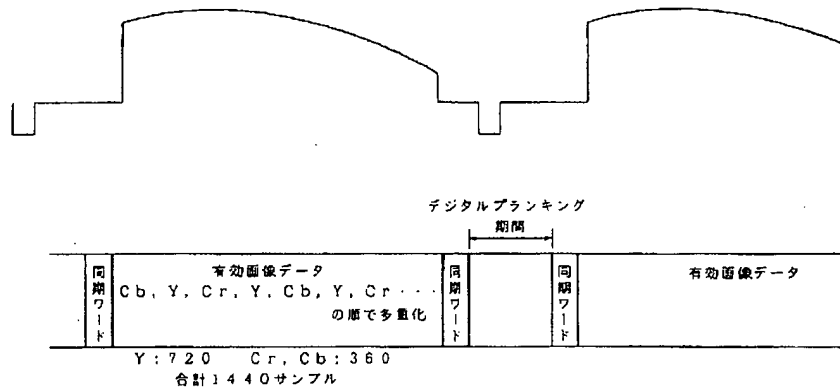 デジタルブランキング
期間
同期ワード
有効画像データ
Cb, Y, Cr, Y, Cb, Y, Cr・・・
の順で多重化
同期ワード
同期ワード
有効画像データ
Y:720 Cr, Cb:360
合計1440サンプル